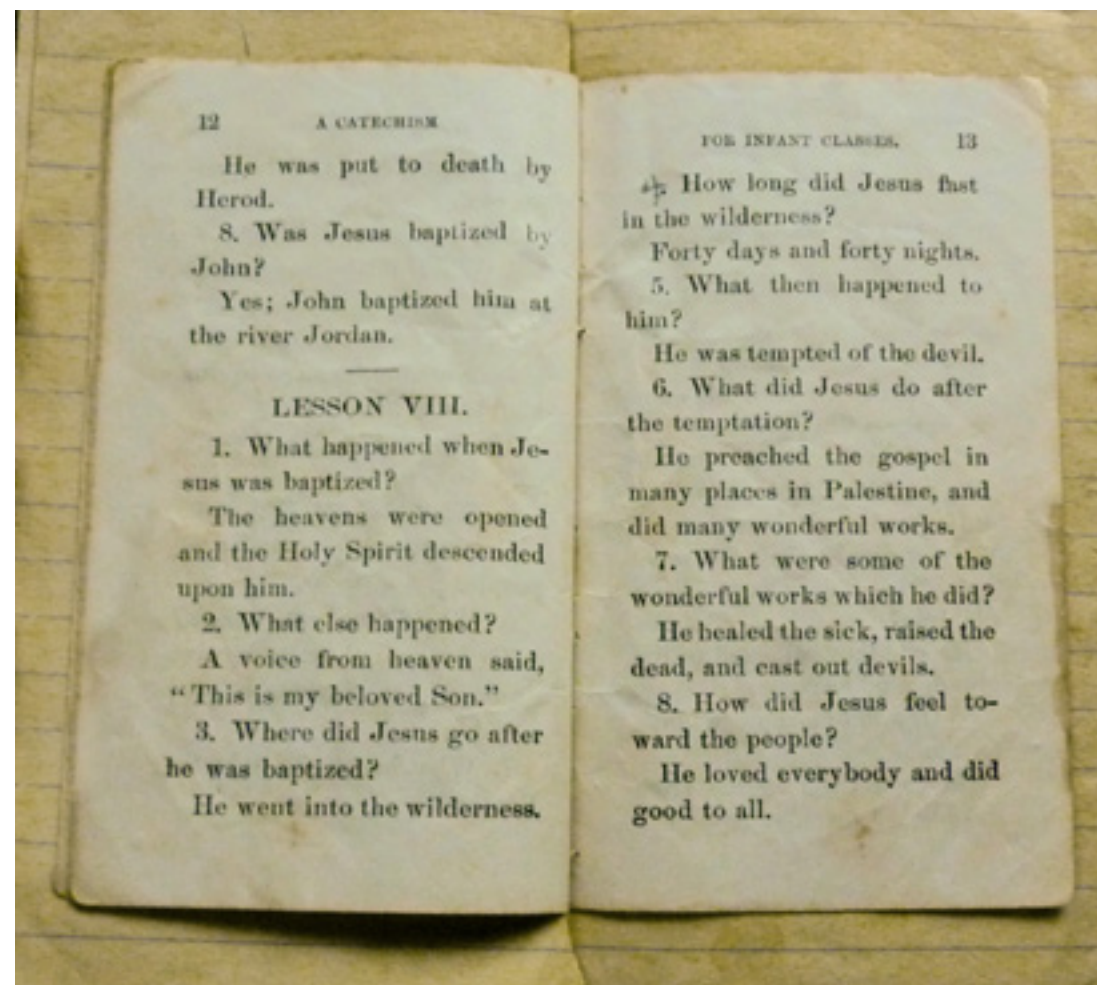 12 A CATECHISM
He was put to death by
Herod.
8. Was Jesus baptized by
John?
Yes; John baptized him at
the river Jordan.
LESSON VIII.
1. What happened when Je-
sus was baptized?
The heavens were opened
and the Holy Spirit descended
upon him.
2. What else happened?
A voice from heaven said,
"This is my beloved Son."
3. Where did Jesus go after
he was baptized?
He went into the wilderness.
FOR INFANT CLASSES. 13
How long did Jesus fast
in the wilderness?
Forty days and forty nights.
5. What then happened to
him?
He was tempted of the devil.
6. What did Jesus do after
the temptation?
He preached the gospel in
many places in Palestine, and
did many wonderful works.
7. What were some of the
wonderful works which he did?
He healed the sick, raised the
dead, and cast out devils.
8. How did Jesus feel to-
ward the people?
He loved everybody and did
good to all.